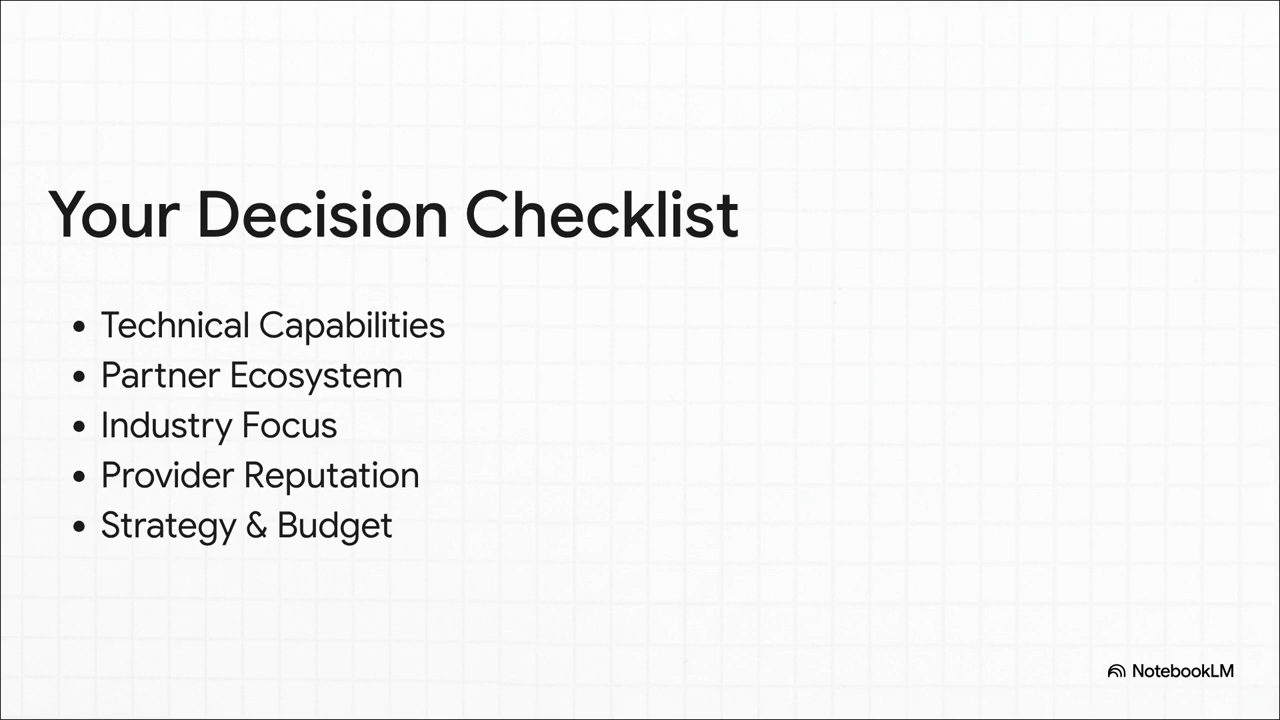 Your Decision Checklist
• Technical Capabilities
• Partner Ecosystem
• Industry Focus
• Provider Reputation
• Strategy & Budget
NotebookLM